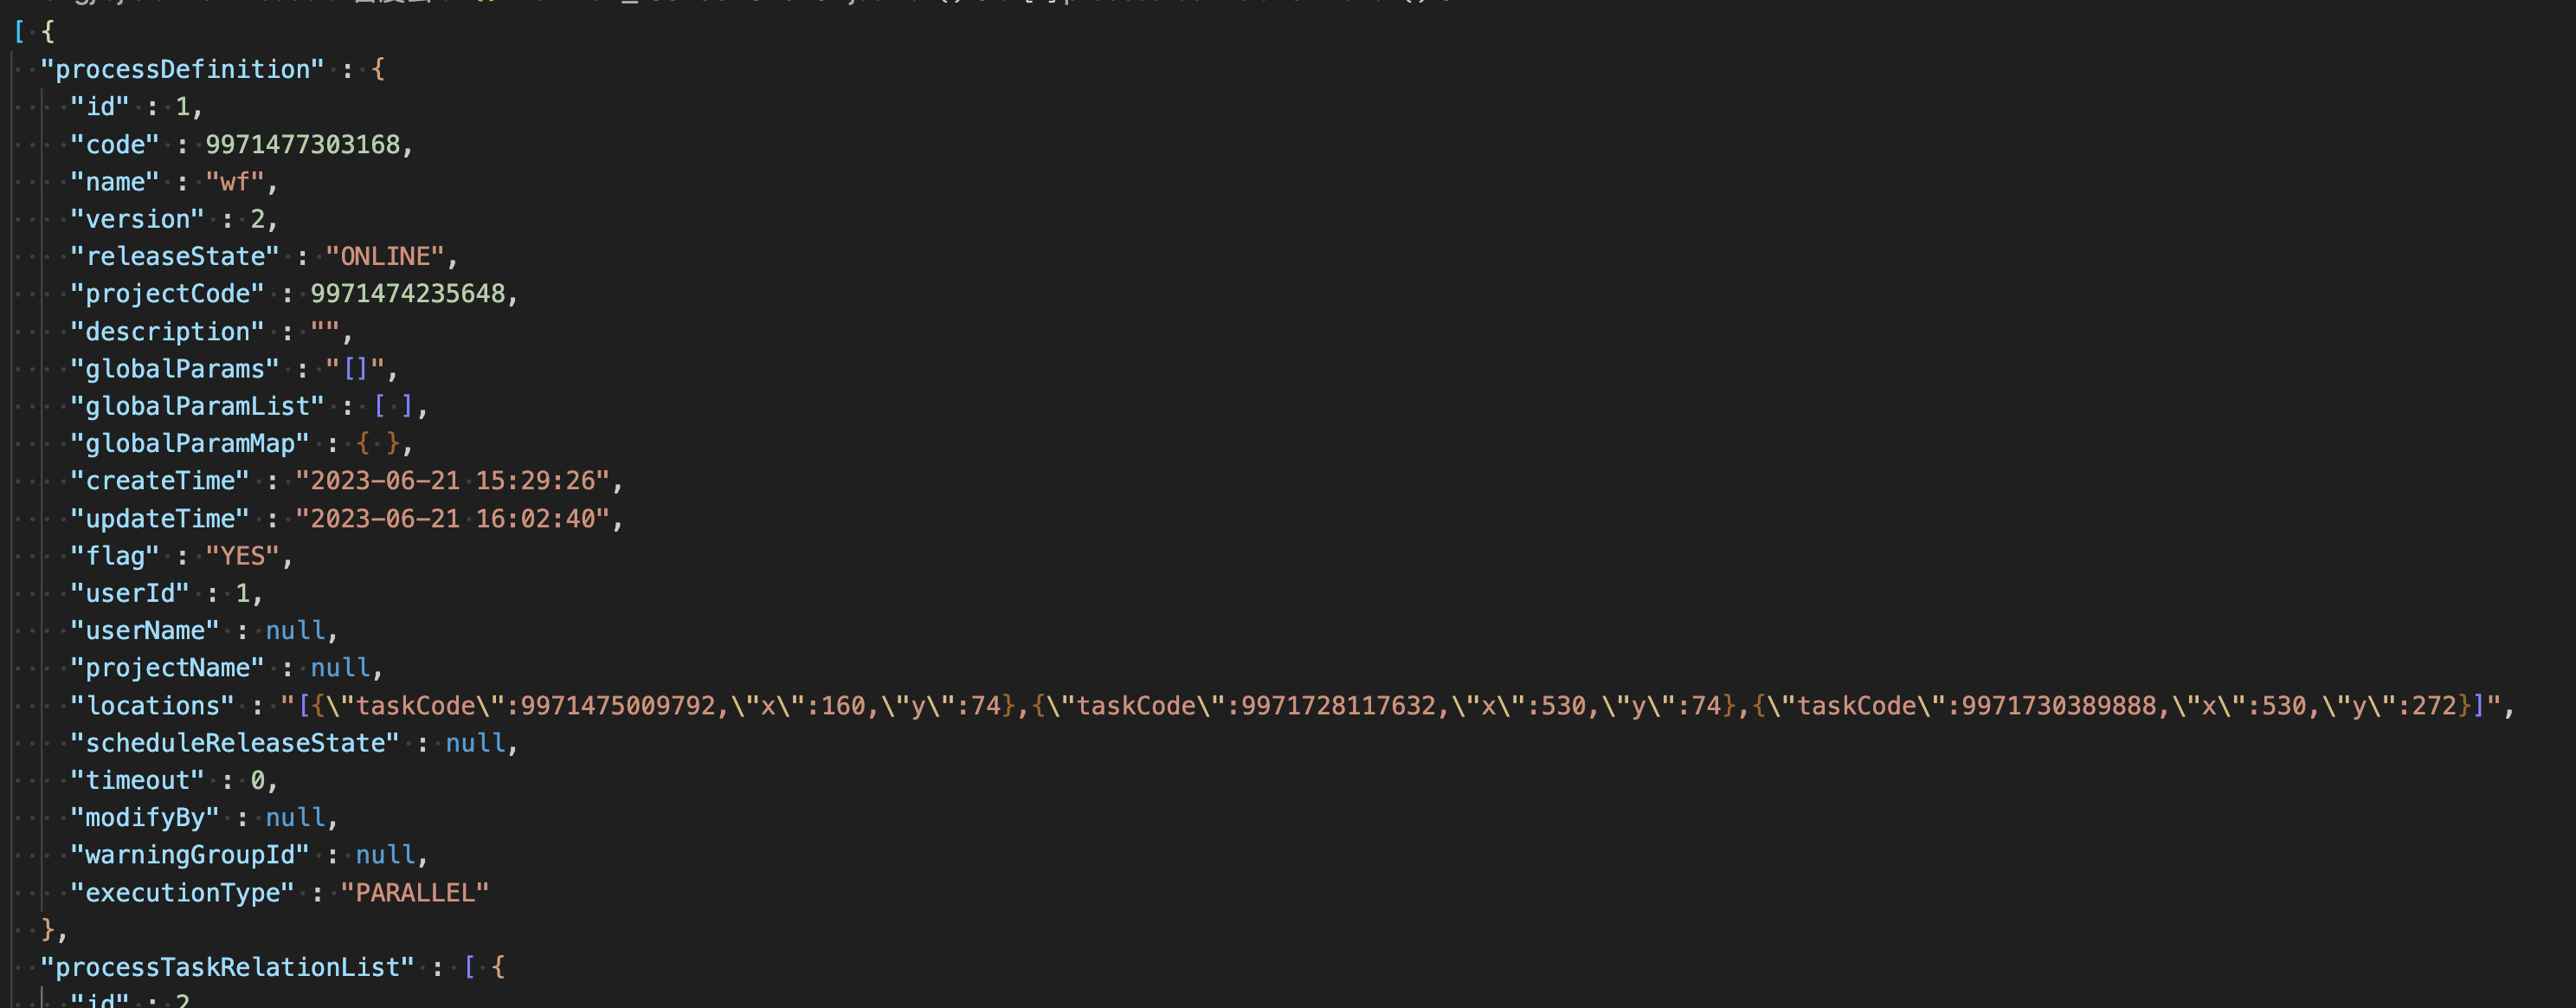 [ {
"processDefinition" : {
"id" : 1,
"code" : 9971477303168,
"name" : "wf",
"version" : 2,
"releaseState" : "ONLINE",
"projectCode" : 9971474235648,
"description" : "",
"globalParams" : "[]",
"globalParamList" : [ ],
"globalParamMap" : { },
"createTime" : "2023-06-21 15:29:26",
"updateTime" : "2023-06-21 16:02:40",
"flag" : "YES",
"userId" : 1,
"userName" : null,
"projectName" : null,
"locations" : "[{\"taskCode\":9971475009792,\"x\":160,\"y\":74},{\"taskCode\":9971728117632,\"x\":530,\"y\":74},{\"taskCode\":9971730389888,\"x\":530,\"y\":272}]",
"scheduleReleaseState" : null,
"timeout" : 0,
"modifyBy" : null,
"warningGroupId" : null,
"executionType" : "PARALLEL"
},
"processTaskRelationList" : [ {
"id" : 2